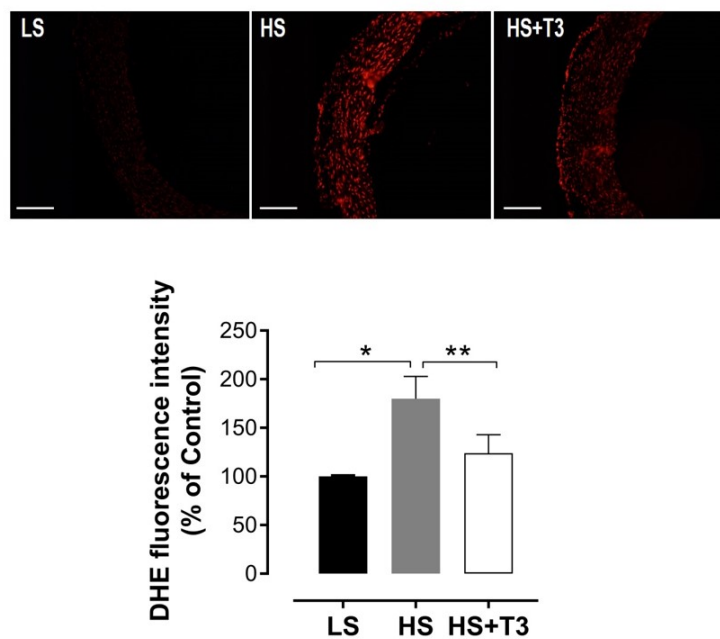 LS
HS
HS+T3
DHE fluorescence intensity
(% of Control)
250
200
150
100
50
0
*
**
LS
HS
HS+T3